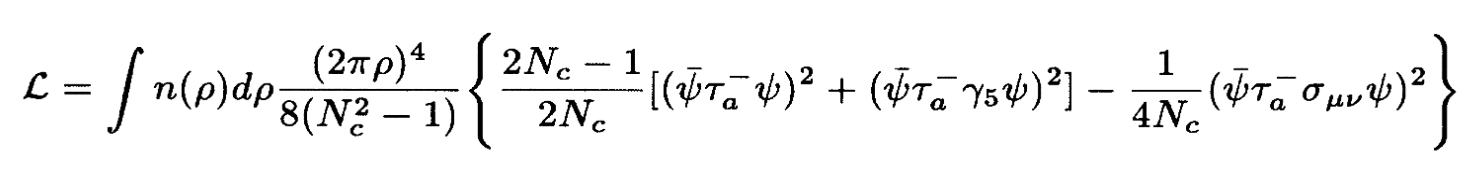 $\mathcal{L} = \int n(\rho) d\rho \frac{(2\pi\rho)^4}{8(N_c^2 - 1)} \left\{ \frac{2N_c - 1}{2N_c} [(\bar{\psi} \tau_a^- \psi)^2 + (\bar{\psi} \tau_a^- \gamma_5 \psi)^2] - \frac{1}{4N_c} (\bar{\psi} \tau_a^- \sigma_{\mu\nu} \psi)^2 \right\}$